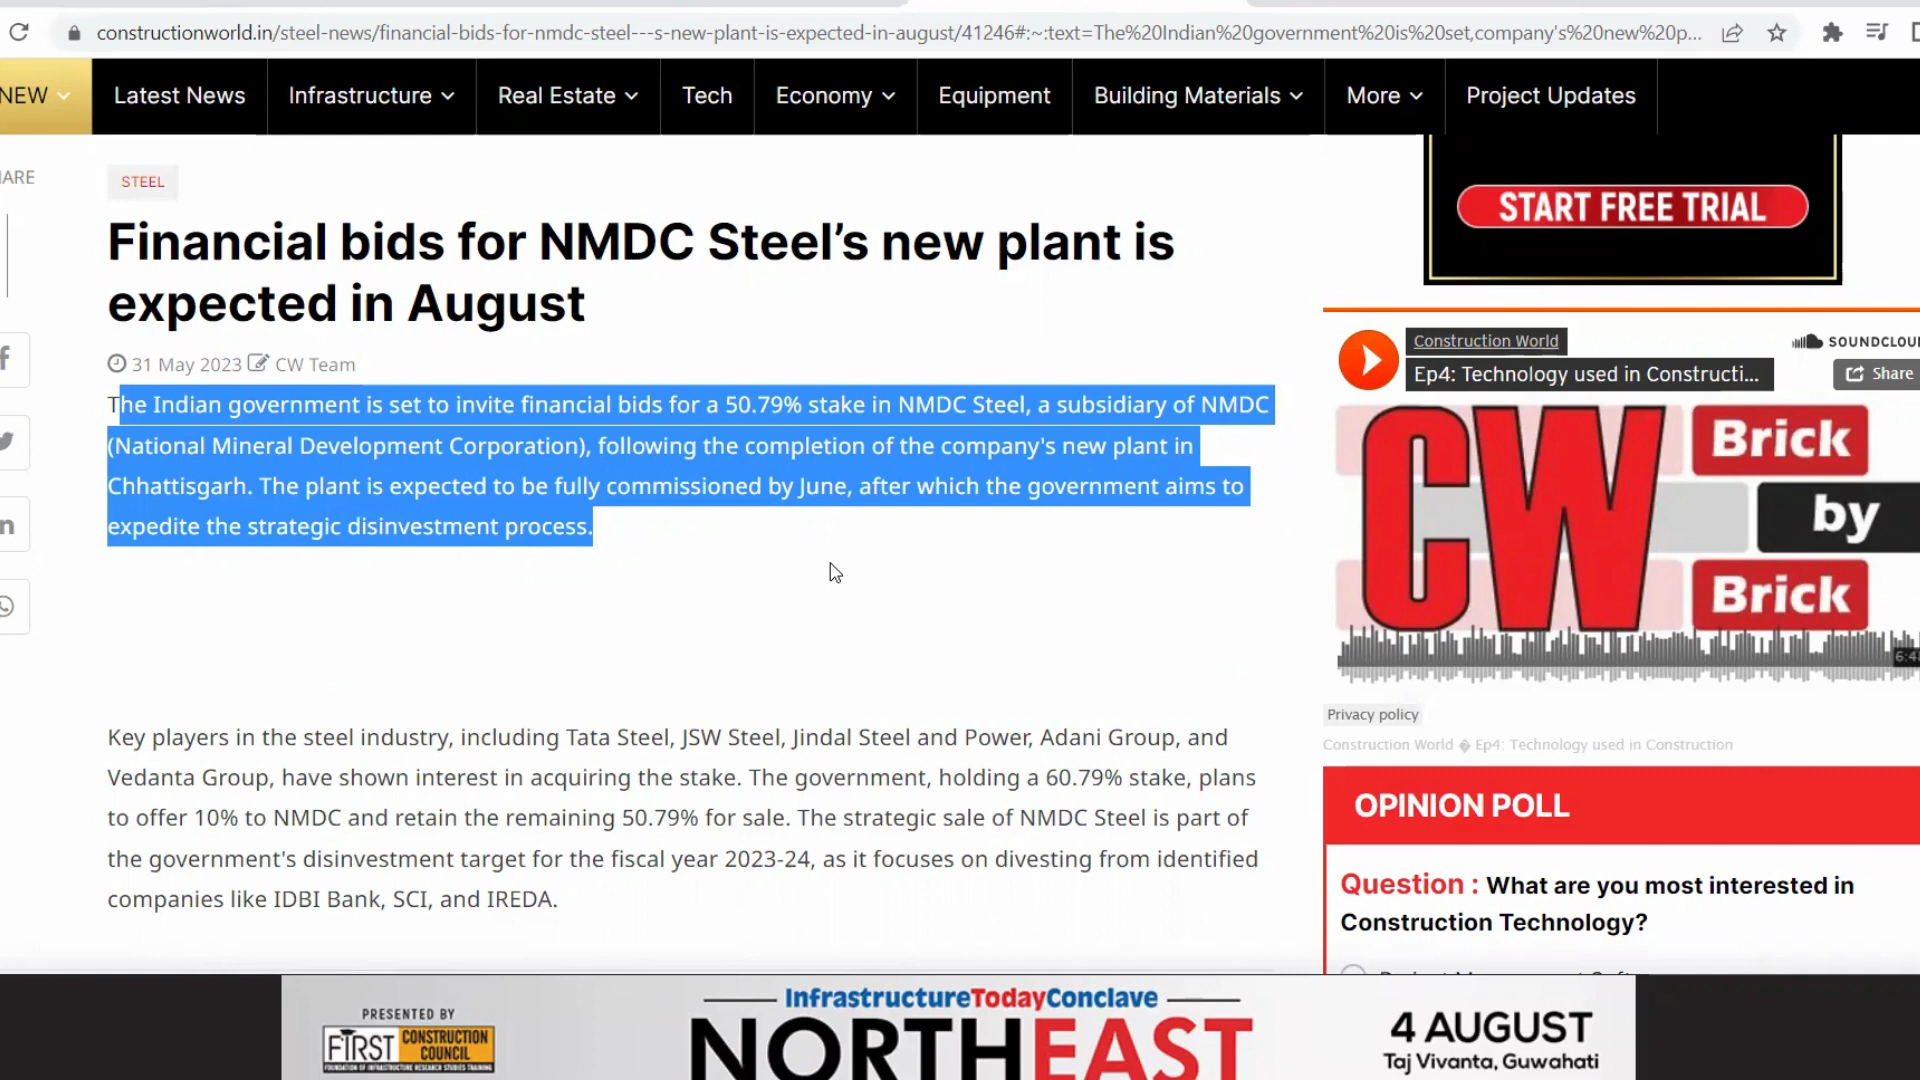 constructionworld.in/steel-news/financial-bids-for-nmdc-steel---s-new-plant-is-expected-in-august/41246#:~:text=The%20Indian%20government%20is%20set,company's%20new%20p...
NEW
Latest News
Infrastructure
Real Estate
Tech
Economy
Equipment
Building Materials
More
Project Updates
STEEL
Financial bids for NMDC Steel’s new plant is
expected in August
31 May 2023 CW Team
The Indian government is set to invite financial bids for a 50.79% stake in NMDC Steel, a subsidiary of NMDC
(National Mineral Development Corporation), following the completion of the company's new plant in
Chhattisgarh. The plant is expected to be fully commissioned by June, after which the government aims to
expedite the strategic disinvestment process.
Key players in the steel industry, including Tata Steel, JSW Steel, Jindal Steel and Power, Adani Group, and
Vedanta Group, have shown interest in acquiring the stake. The government, holding a 60.79% stake, plans
to offer 10% to NMDC and retain the remaining 50.79% for sale. The strategic sale of NMDC Steel is part of
the government's disinvestment target for the fiscal year 2023-24, as it focuses on divesting from identified
companies like IDBI Bank, SCI, and IREDA.
START FREE TRIAL
Construction World
SOUNDCLOU
Ep4: Technology used in Constructi...
Share
CW
Brick
by
Brick
Privacy policy
Construction World � Ep4: Technology used in Construction
OPINION POLL
Question : What are you most interested in
Construction Technology?
PRESENTED BY
FIRST CONSTRUCTION
COUNCIL
InfrastructureTodayConclave
NORTHEAST
4 AUGUST
Taj Vivanta, Guwahati